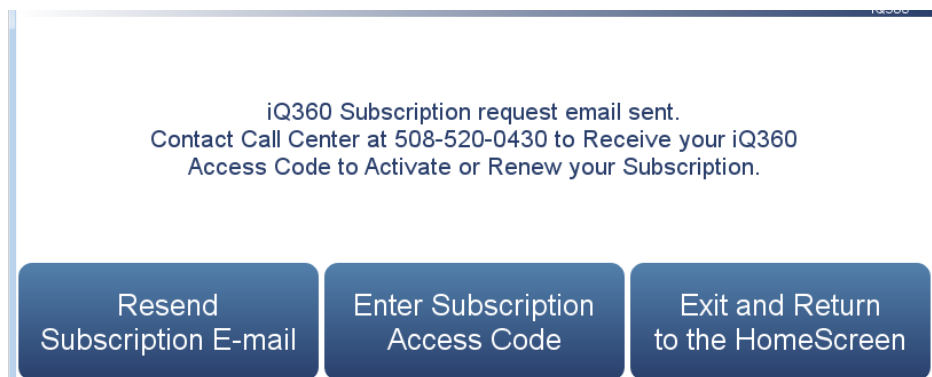 iQ360 Subscription request email sent.
Contact Call Center at 508-520-0430 to Receive your iQ360
Access Code to Activate or Renew your Subscription.
Resend
Subscription E-mail
Enter Subscription
Access Code
Exit and Return
to the HomeScreen